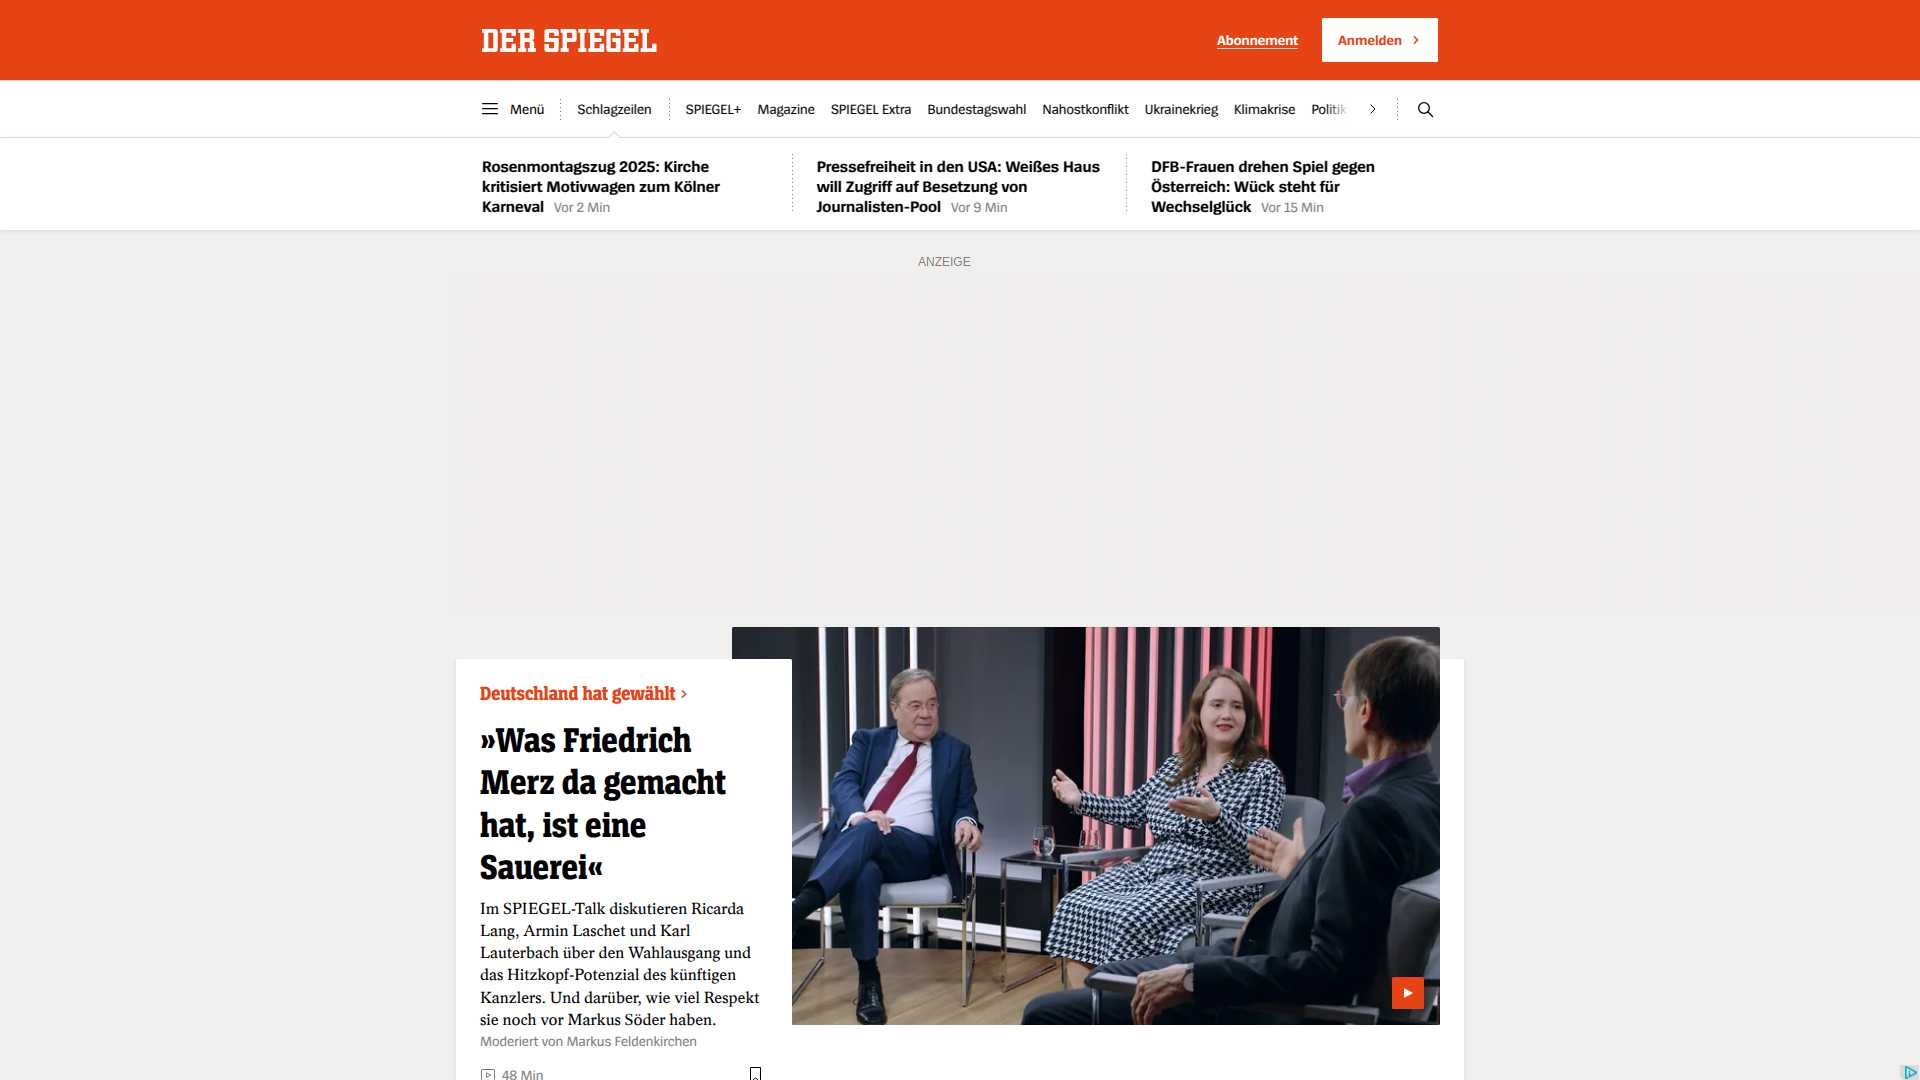 DER SPIEGEL
Abonnement
Anmelden
Menü
Schlagzeilen
SPIEGEL+
Magazine
SPIEGEL Extra
Bundestagswahl
Nahostkonflikt
Ukrainekrieg
Klimakrise
Politik
Rosenmontagszug 2025: Kirche
kritisiert Motivwagen zum Kölner
Karneval Vor 2 Min
Pressefreiheit in den USA: Weißes Haus
will Zugriff auf Besetzung von
Journalisten-Pool Vor 9 Min
DFB-Frauen drehen Spiel gegen
Österreich: Wück steht für
Wechselglück Vor 15 Min
ANZEIGE
Deutschland hat gewählt
»Was Friedrich
Merz da gemacht
hat, ist eine
Sauerei«
Im SPIEGEL-Talk diskutieren Ricarda
Lang, Armin Laschet und Karl
Lauterbach über den Wahlausgang und
das Hitzkopf-Potenzial des künftigen
Kanzlers. Und darüber, wie viel Respekt
sie noch vor Markus Söder haben.
Moderiert von Markus Feldenkirchen
48 Min